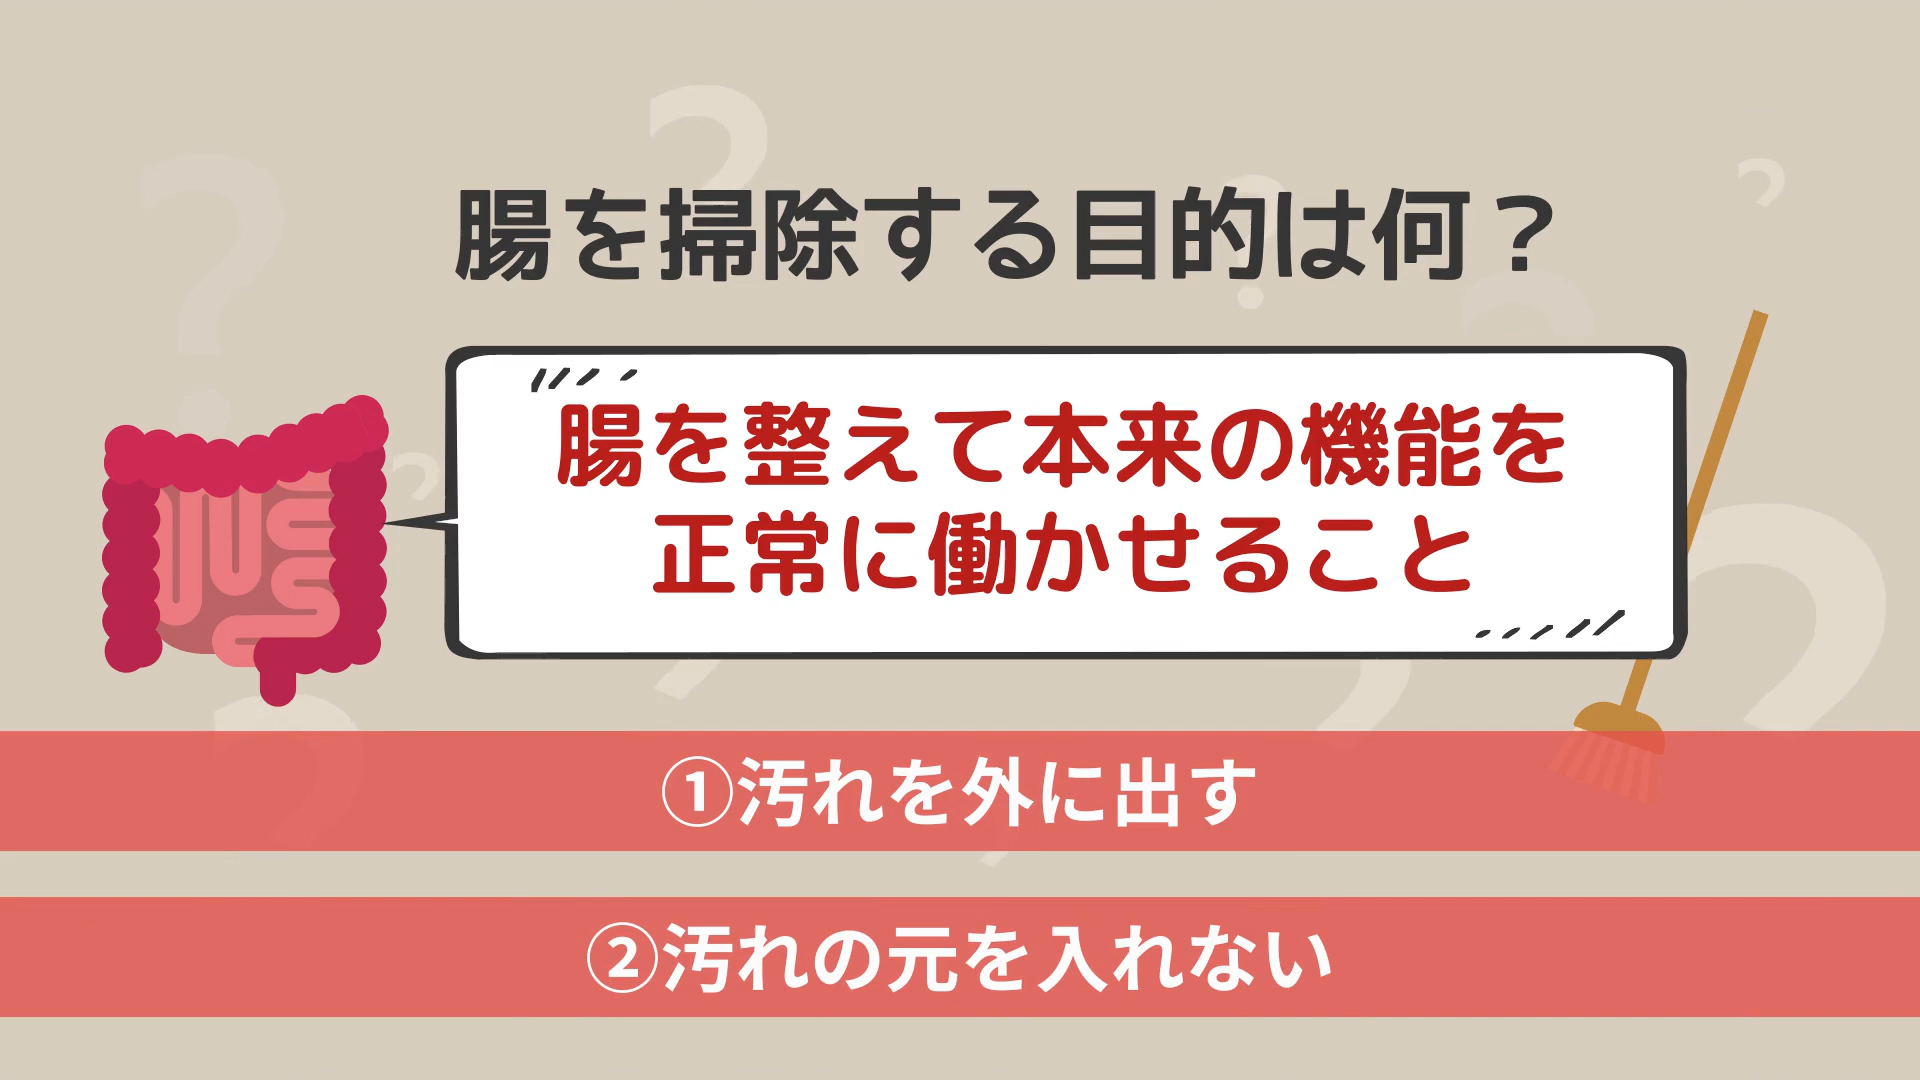 腸を掃除する目的は何？
腸を整えて本来の機能を
正常に働かせること
①汚れを外に出す
②汚れの元を入れない